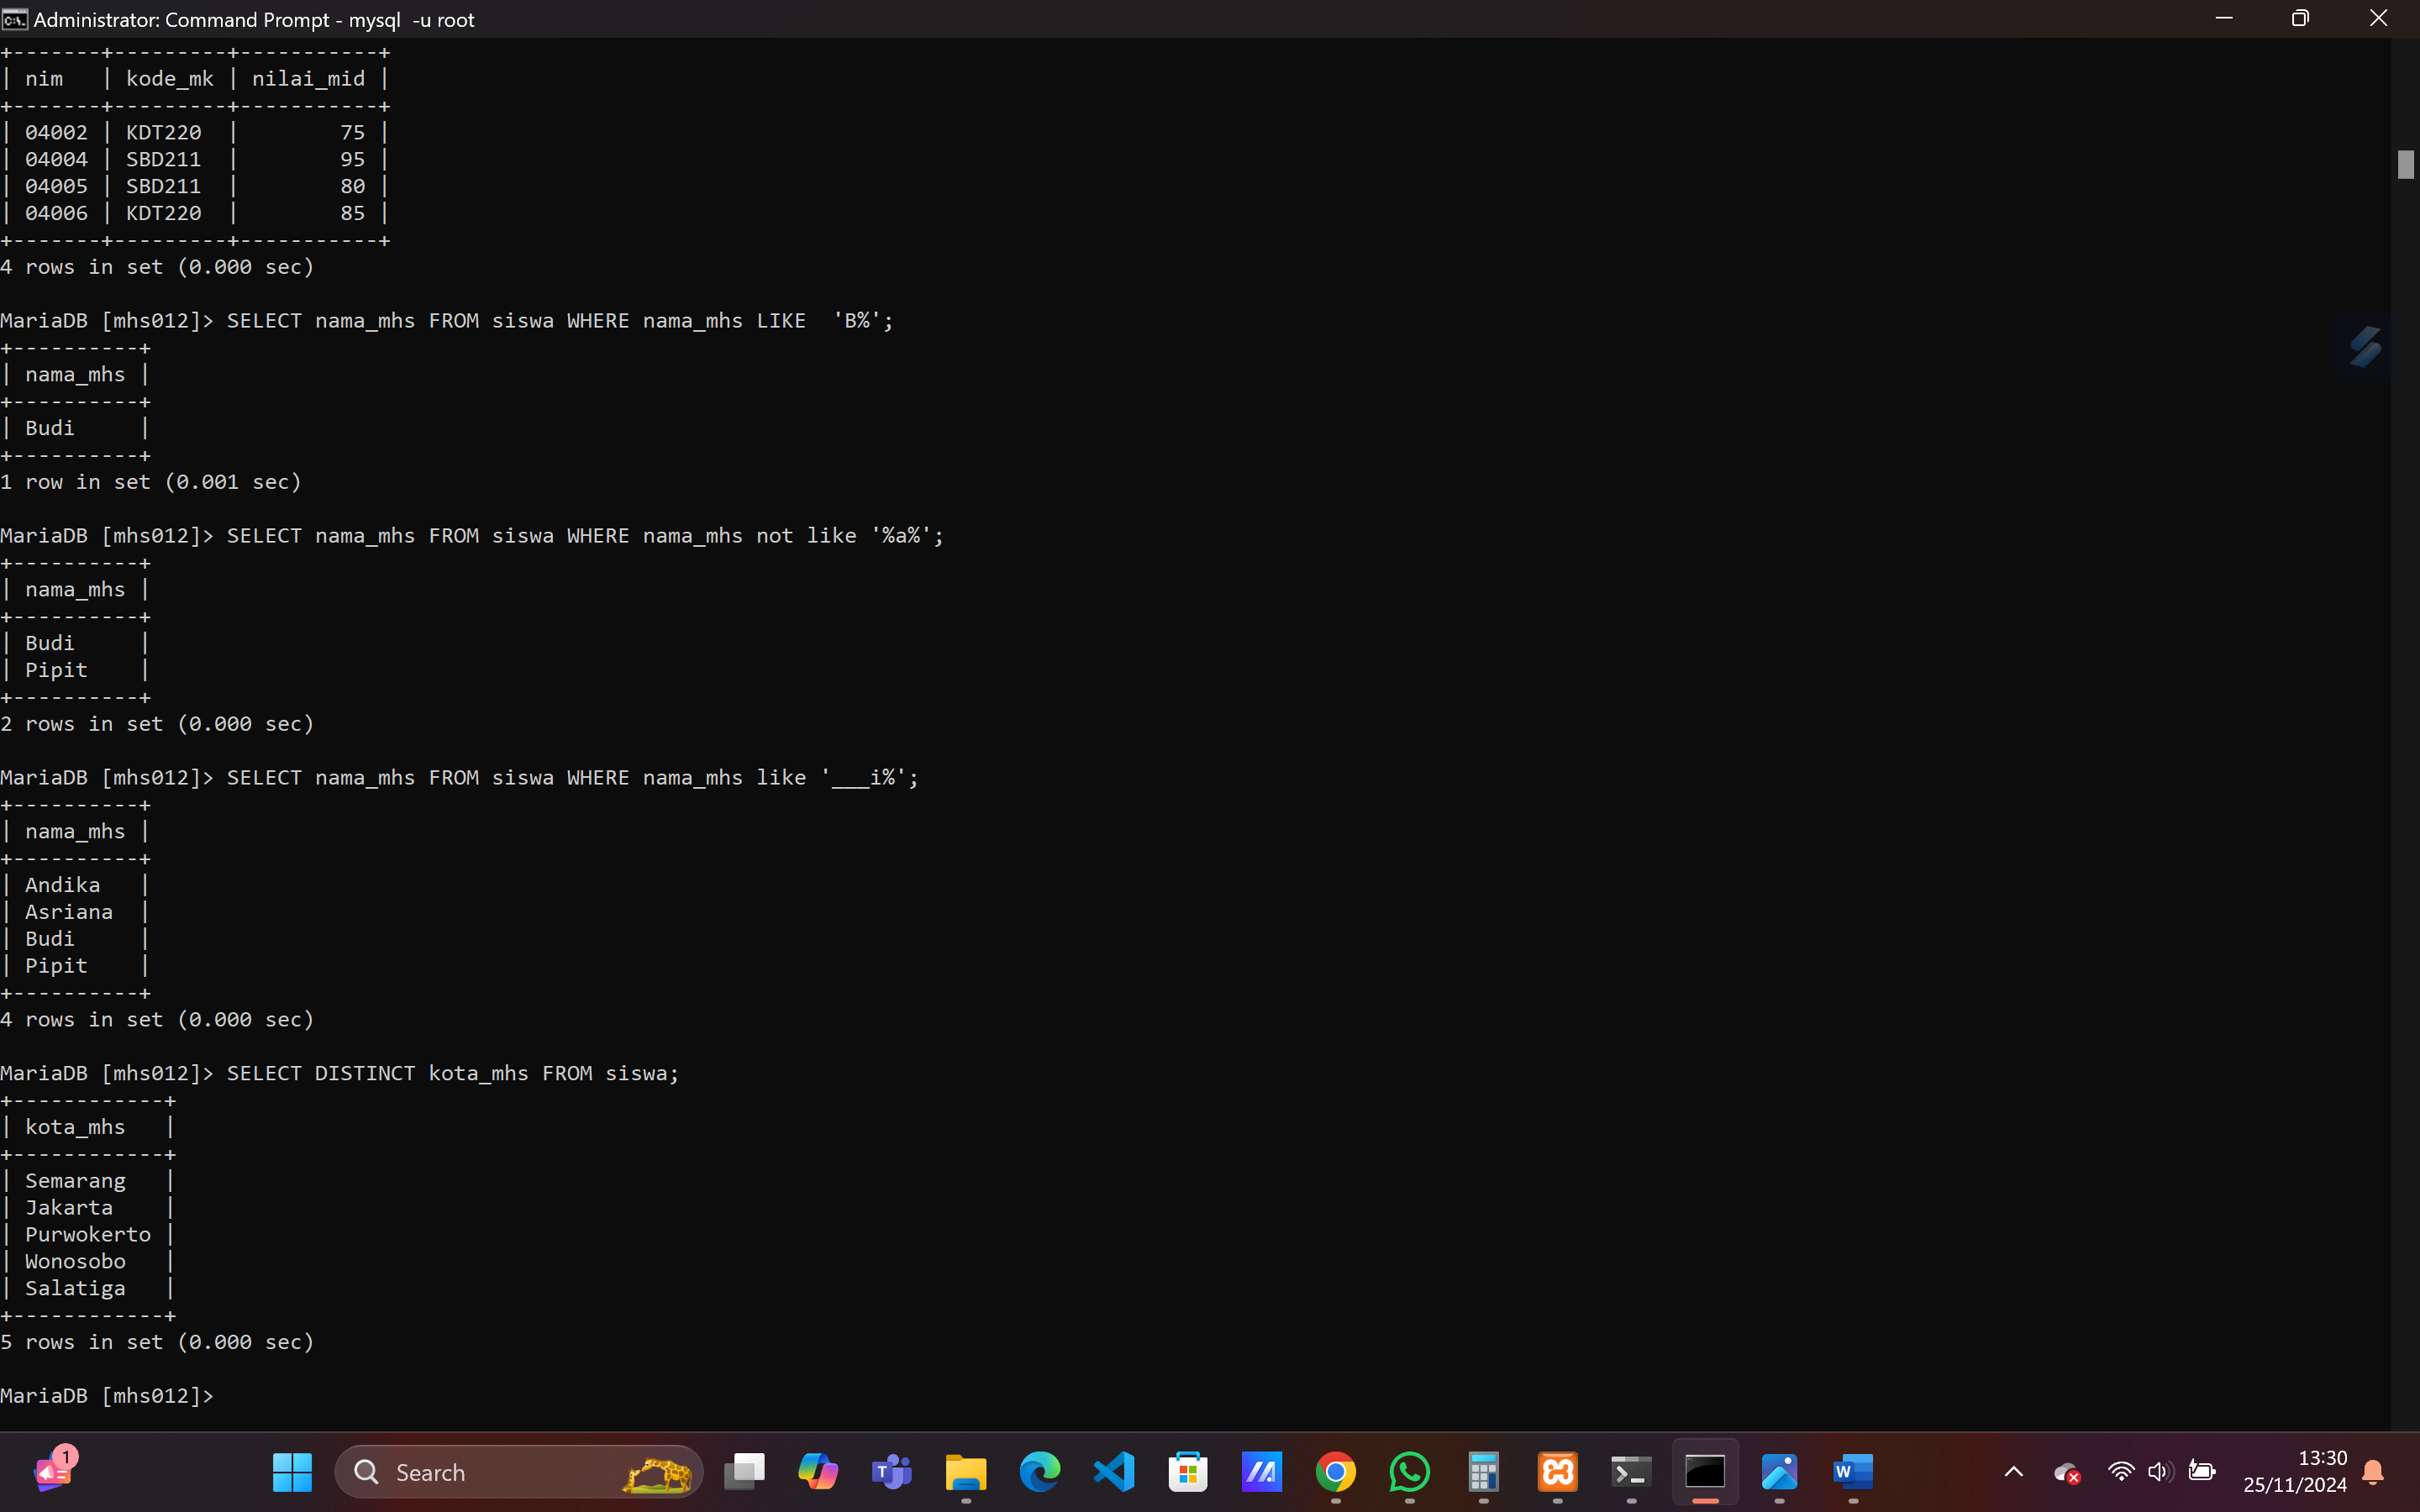 Administrator: Command Prompt - mysql  -u root
+-------+---------+-----------+
| nim   | kode_mk | nilai_mid |
+-------+---------+-----------+
| 04002 | KDT220  |        75 |
| 04004 | SBD211  |        95 |
| 04005 | SBD211  |        80 |
| 04006 | KDT220  |        85 |
+-------+---------+-----------+
4 rows in set (0.000 sec)
MariaDB [mhs012]> SELECT nama_mhs FROM siswa WHERE nama_mhs LIKE  'B%';
+----------+
| nama_mhs |
+----------+
| Budi     |
+----------+
1 row in set (0.001 sec)
MariaDB [mhs012]> SELECT nama_mhs FROM siswa WHERE nama_mhs not like '%a%';
+----------+
| nama_mhs |
+----------+
| Budi     |
| Pipit    |
+----------+
2 rows in set (0.000 sec)
MariaDB [mhs012]> SELECT nama_mhs FROM siswa WHERE nama_mhs like '___i%';
+----------+
| nama_mhs |
+----------+
| Andika   |
| Asriana  |
| Budi     |
| Pipit    |
+----------+
4 rows in set (0.000 sec)
MariaDB [mhs012]> SELECT DISTINCT kota_mhs FROM siswa;
+------------+
| kota_mhs   |
+------------+
| Semarang   |
| Jakarta    |
| Purwokerto |
| Wonosobo   |
| Salatiga   |
+------------+
5 rows in set (0.000 sec)
MariaDB [mhs012]>
1
Search
13:30
25/11/2024